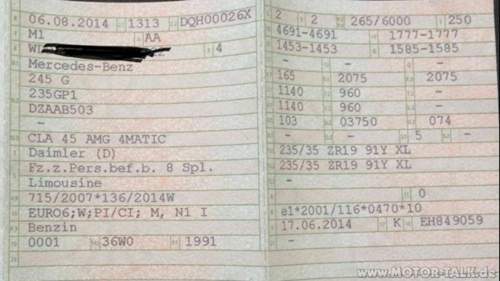 06.08.2014 1313 DQH00026X
M1 AA
4
Mercedes-Benz
245 G
235GP1
DZAAB503
-
CLA 45 AMG 4MATIC
Daimler (D)
Fz.z.Pers.bef.b. 8 Spl.
Limousine
715/2007*136/2014W
EURO6;W;PI/CI; M, N1 I
Benzin
0001 36W0 1991
2 2 265/6000 250
4691-4691 1777-1777
1453-1453 1585-1585
- - -
165 2075 2075
1140 960 -
1140 960 -
103 03750 074
- - 5 -
235/35 ZR19 91Y XL
235/35 ZR19 91Y XL
- 0
e1*2001/116*0470*10
17.06.2014 K EH849059
-
www.MOTOR-TALK.de